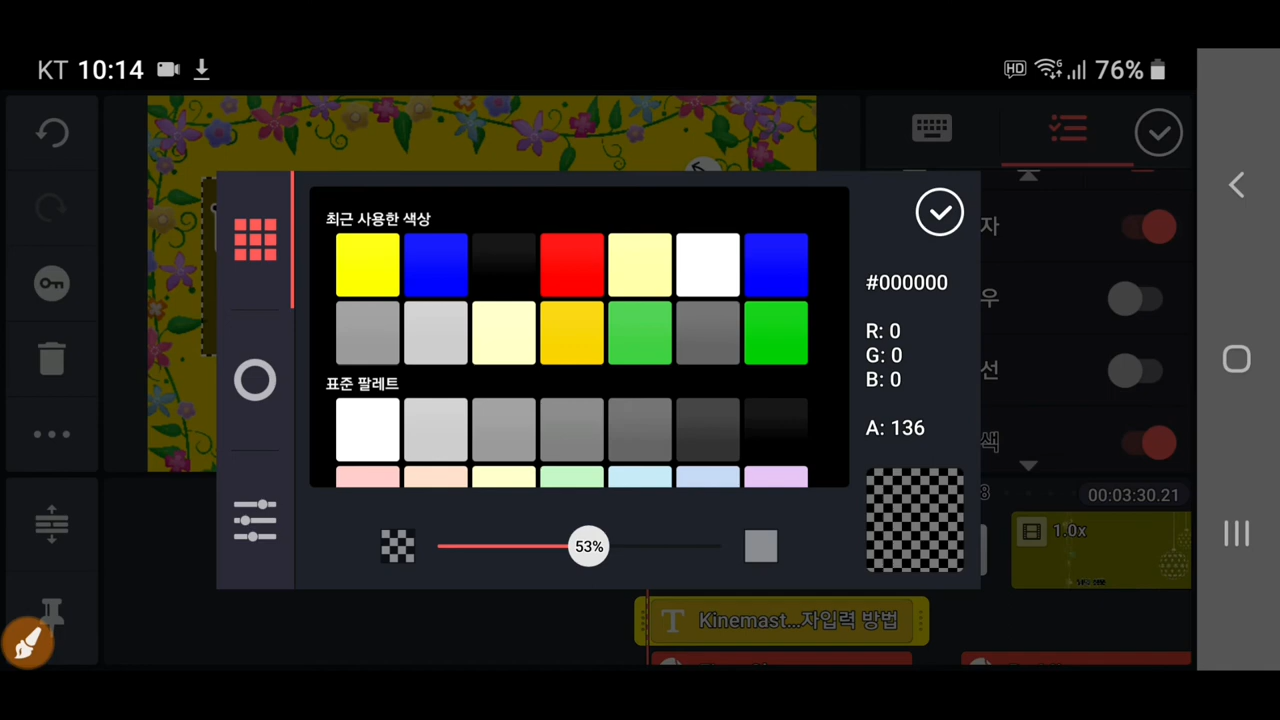 KT 10:14
HD 76%
최근 사용한 색상
#000000
R: 0
G: 0
B: 0
A: 136
표준 팔레트
53%
자
우
선
색
8
00:03:30.21
1.0x
T Kinemast...자입력 방법